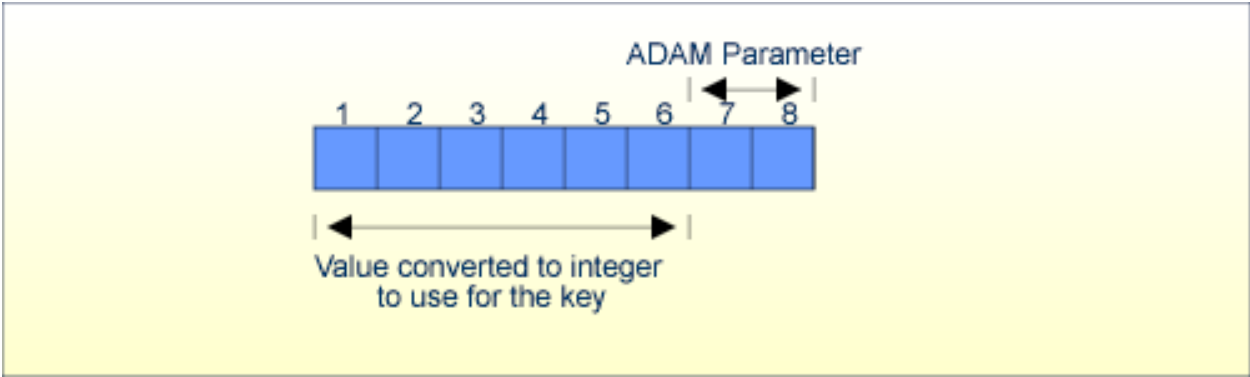 ADAM Parameter
1 2 3 4 5 6 7 8
Value converted to integer
to use for the key